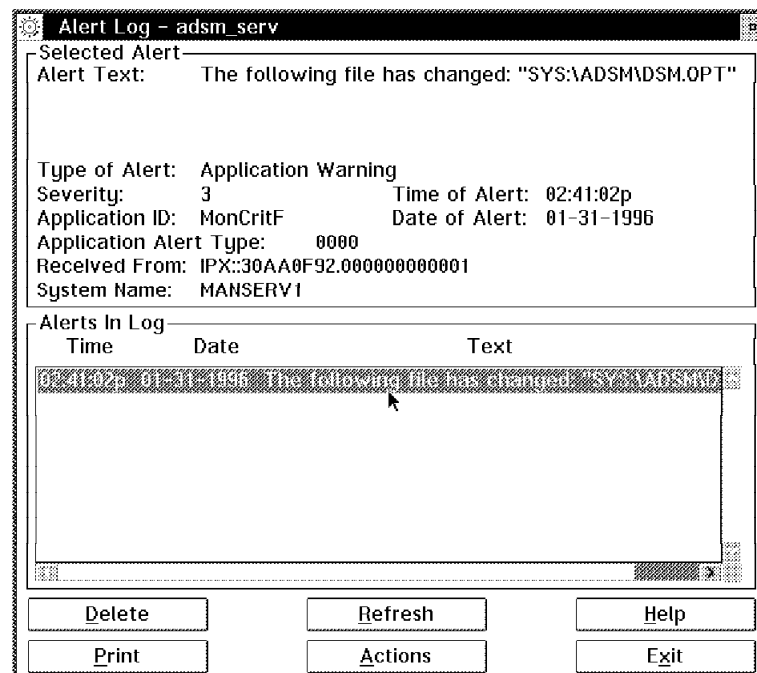 Alert Log – adsm_serv
Selected Alert
Alert Text: The following file has changed: "SYS:\ADSM\DSM.OPT"
Type of Alert: Application Warning
Severity: 3 Time of Alert: 02:41:02p
Application ID: MonCritF Date of Alert: 01-31-1996
Application Alert Type: 0000
Received From: IPX::30AA0F92.000000000001
System Name: MANSERV1
Alerts In Log
Time Date Text
02:41:02p 01-31-1996 The following file has changed: "SYS:\ADSM\D
Delete Refresh Help
Print Actions Exit